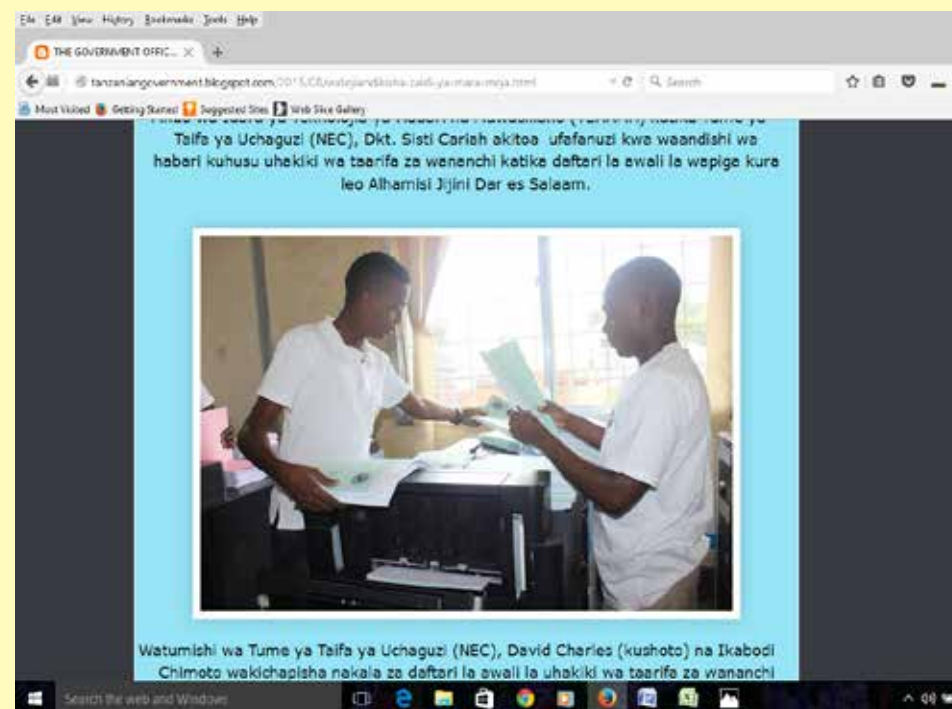 File Edit View History Bookmarks Tools Help
THE GOVERNMENT OFFIC...
tanzaniangovernment.blogspot.com
Search
Most Visited Getting Started Suggested Sites Web Slice Gallery
Taifa ya Uchaguzi (NEC), Dkt. Sisti Cariah akitoa ufafanuzi kwa waandishi wa
habari kuhusu uhakiki wa taarifa za wananchi katika daftari la awali la wapiga kura
leo Alhamisi Jijini Dar es Salaam.
Watumishi wa Tume ya Taifa ya Uchaguzi (NEC), David Charles (kushoto) na Ikabodi
Chimoto wakichapisha nakala za daftari la awali la uhakiki wa taarifa za wananchi
Search the web and Windows